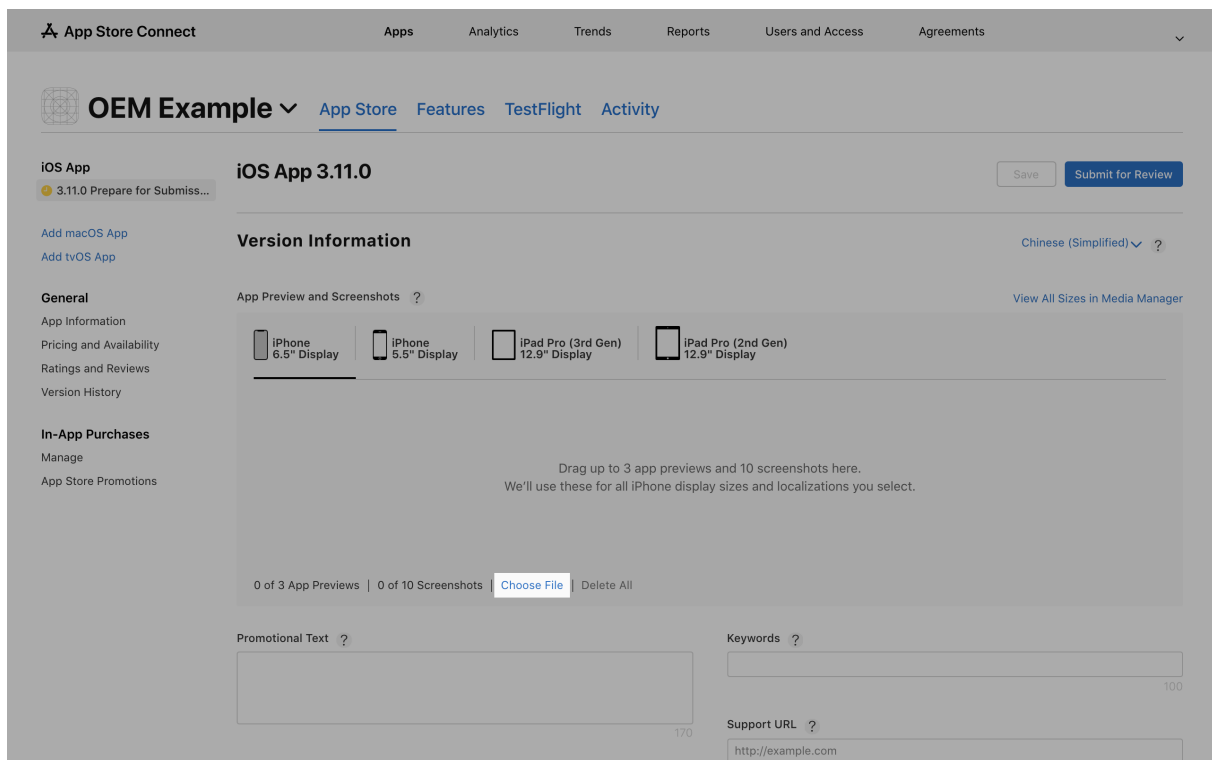 App Store Connect
Apps
Analytics
Trends
Reports
Users and Access
Agreements
OEM Example
App Store
Features
TestFlight
Activity
iOS App
3.11.0 Prepare for Submiss...
Add macOS App
Add tvOS App
General
App Information
Pricing and Availability
Ratings and Reviews
Version History
In-App Purchases
Manage
App Store Promotions
iOS App 3.11.0
Save
Submit for Review
Version Information
Chinese (Simplified)
?
App Preview and Screenshots ?
View All Sizes in Media Manager
iPhone
6.5" Display
iPhone
5.5" Display
iPad Pro (3rd Gen)
12.9" Display
iPad Pro (2nd Gen)
12.9" Display
Drag up to 3 app previews and 10 screenshots here.
We'll use these for all iPhone display sizes and localizations you select.
0 of 3 App Previews | 0 of 10 Screenshots | Choose File | Delete All
Promotional Text ?
170
Keywords ?
100
Support URL ?
http://example.com